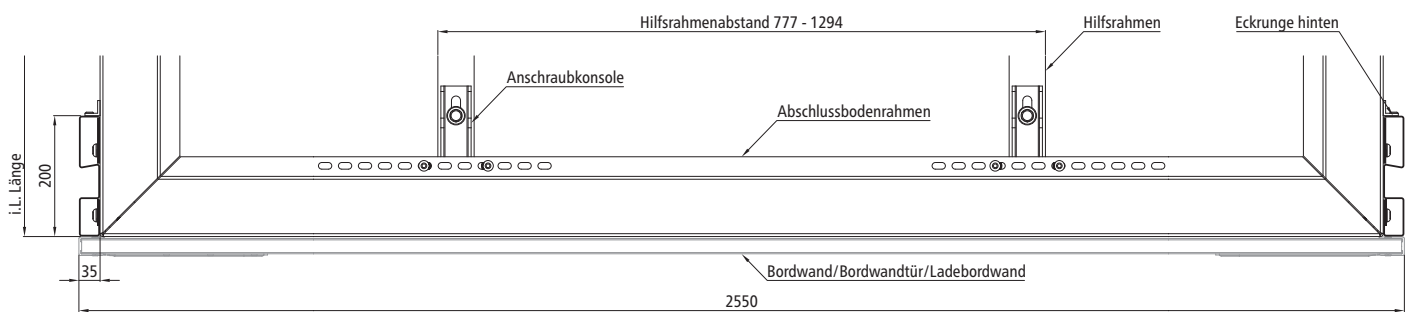 Hilfsrahmenabstand 777 - 1294
Hilfsrahmen
Eckrunge hinten
Anschraubkonsole
Abschlussbodenrahmen
i.L. Länge
200
35
Bordwand/Bordwandtür/Ladebordwand
2550